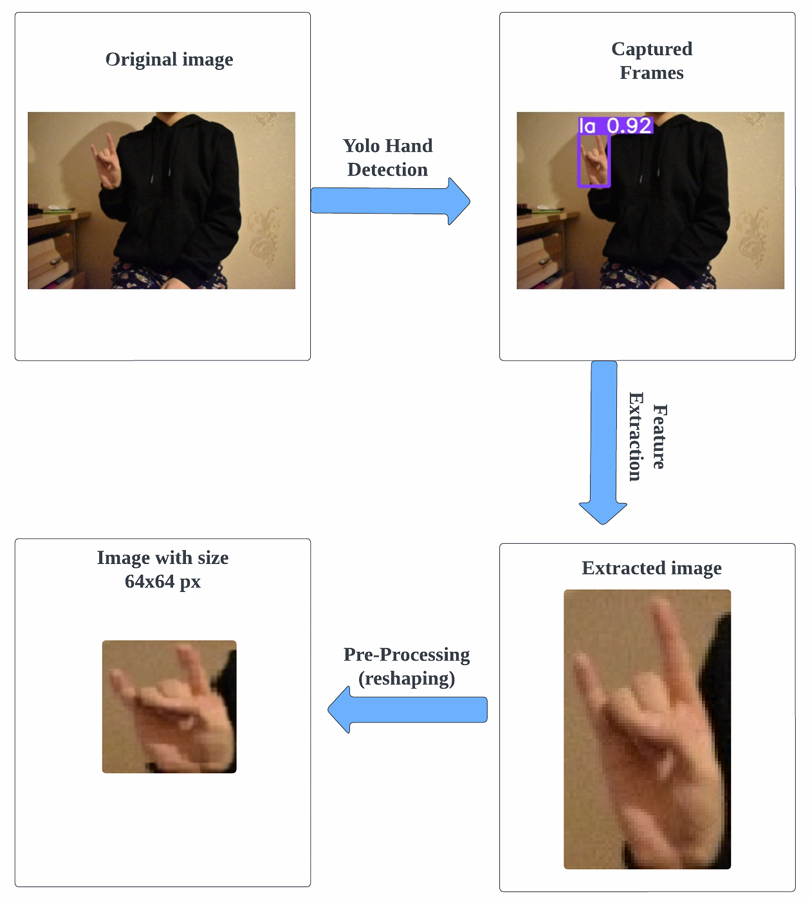 Original image
Yolo Hand
Detection
Captured
Frames
la 0.92
Feature
Extraction
Extracted image
Pre-Processing
(reshaping)
Image with size
64x64 px